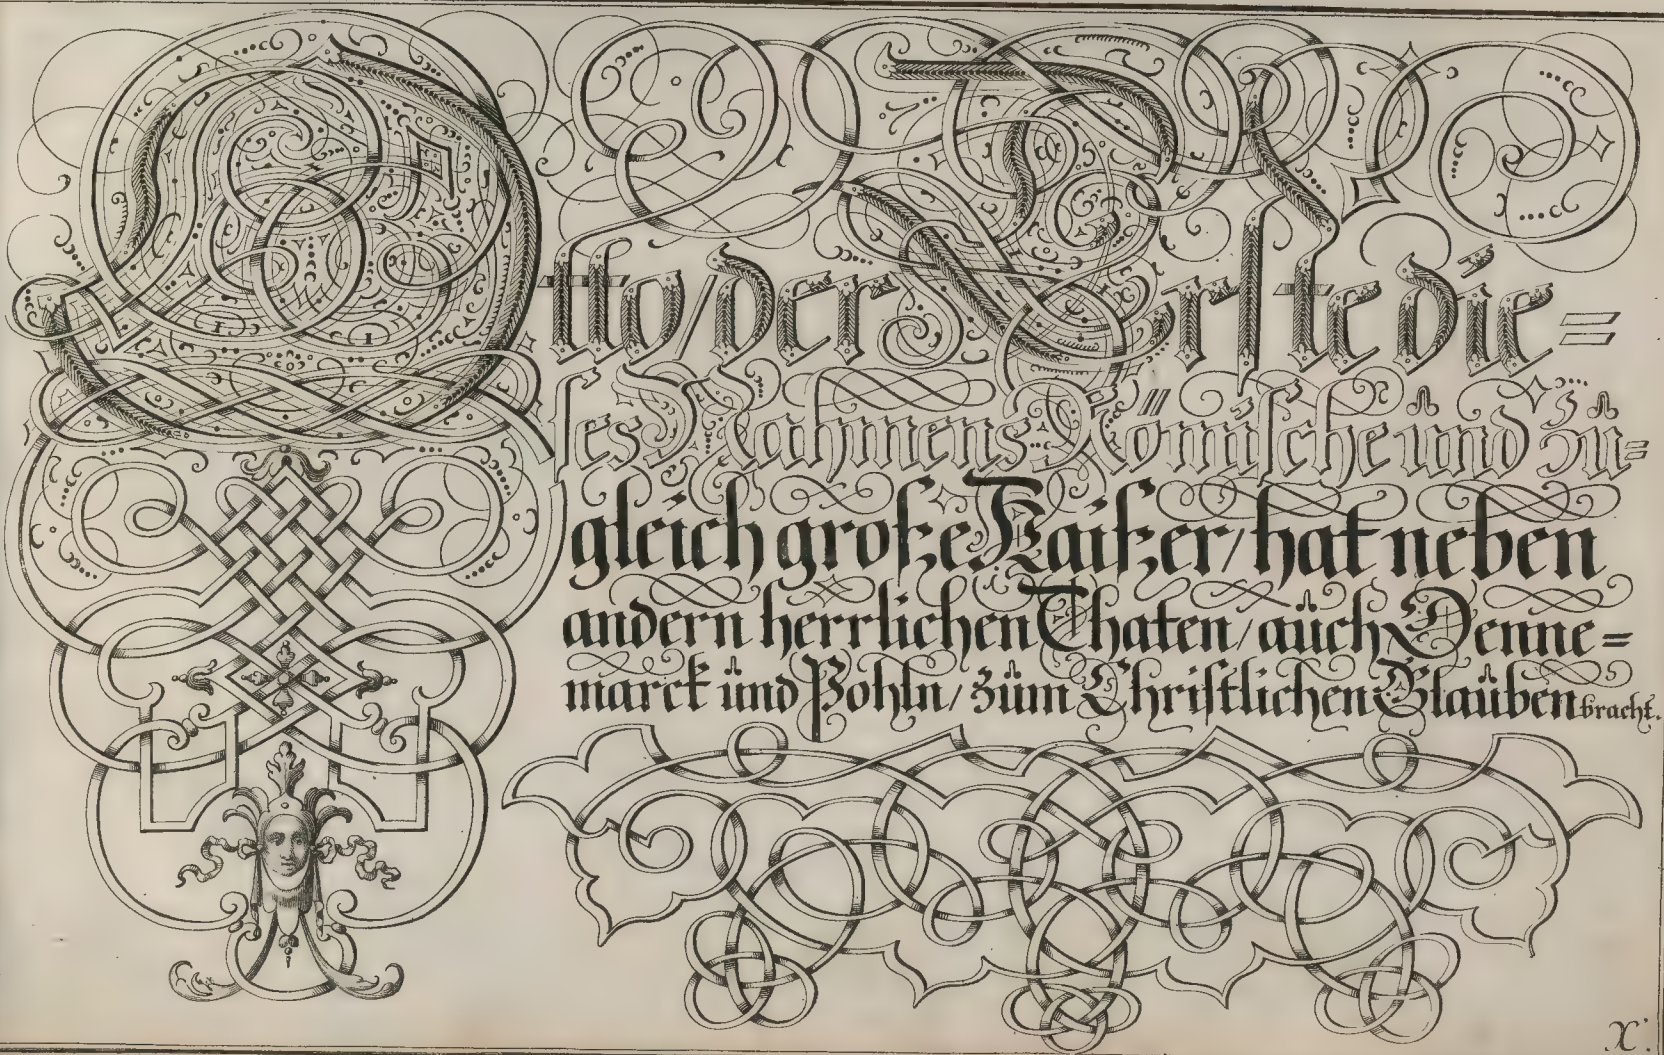 Otto/der Erste die=
ses Nahmens Römische und zu=
gleich große Kaißer/hat neben
andern herrlichen Thaten/auch Denne=
marck und Pohln/zum Christlichen Glauben bracht.
X.